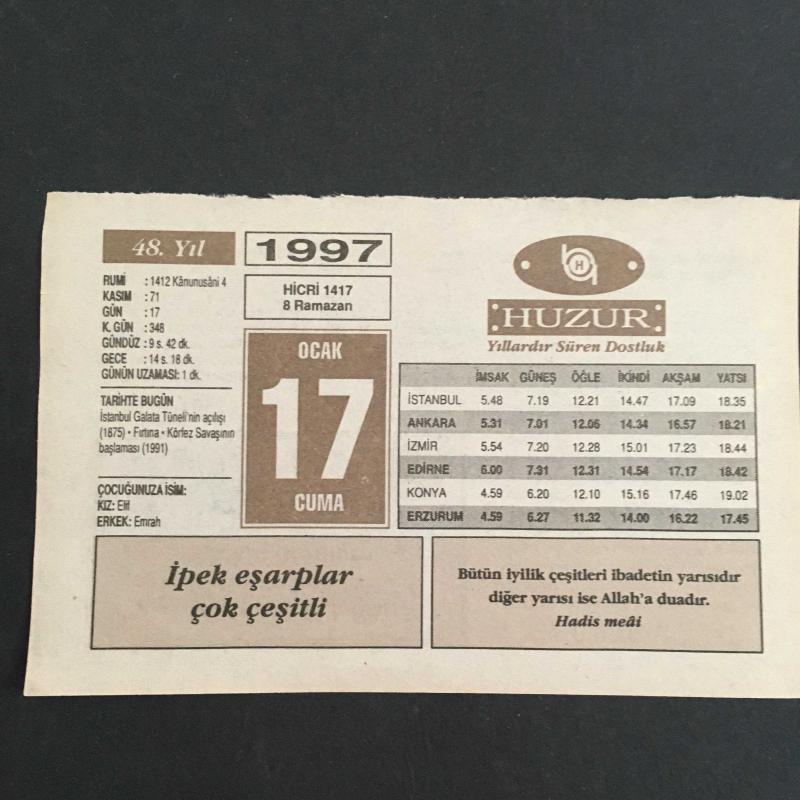 48. Yıl
1997
RUMİ : 1412 Kânunusâni 4
KASIM : 71
GÜN : 17
K. GÜN : 348
GÜNDÜZ : 9 s. 42 dk.
GECE : 14 s. 18 dk.
GÜNÜN UZAMASI: 1 dk.
TARİHTE BUGÜN
İstanbul Galata Tüneli'nin açılışı
(1875) • Fırtına • Körfez Savaşının
başlaması (1991)
ÇOCUĞUNUZA İSİM:
KIZ: Elif
ERKEK: Emrah
HİCRİ 1417
8 Ramazan
OCAK
17
CUMA
H
HUZUR
Yıllardır Süren Dostluk
İMSAK GÜNEŞ ÖĞLE İKİNDİ AKŞAM YATSI
İSTANBUL 5.48 7.19 12.21 14.47 17.09 18.35
ANKARA 5.31 7.01 12.06 14.34 16.57 18.21
İZMİR 5.54 7.20 12.28 15.01 17.23 18.44
EDİRNE 6.00 7.31 12.31 14.54 17.17 18.42
KONYA 4.59 6.20 12.10 15.16 17.46 19.02
ERZURUM 4.59 6.27 11.32 14.00 16.22 17.45
İpek eşarplar
çok çeşitli
Bütün iyilik çeşitleri ibadetin yarısıdır
diğer yarısı ise Allah'a duadır.
Hadis meâi